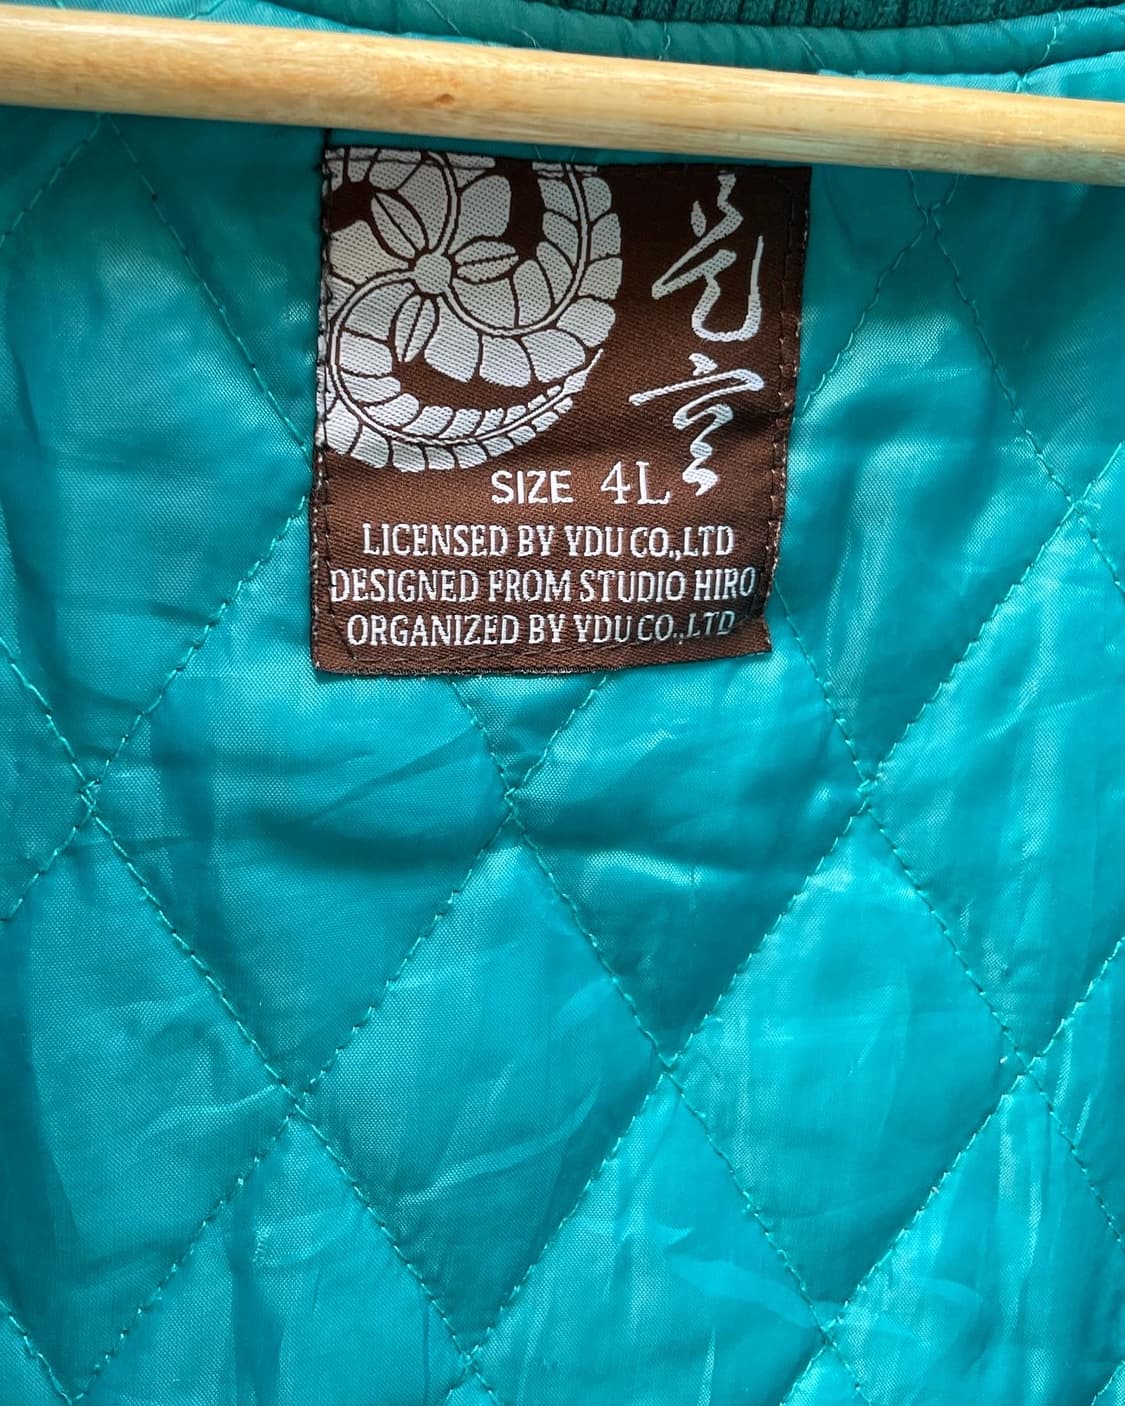 SIZE 4L
LICENSED BY YDU CO.,LTD
DESIGNED FROM STUDIO HIRO
ORGANIZED BY YDU CO.,LTD